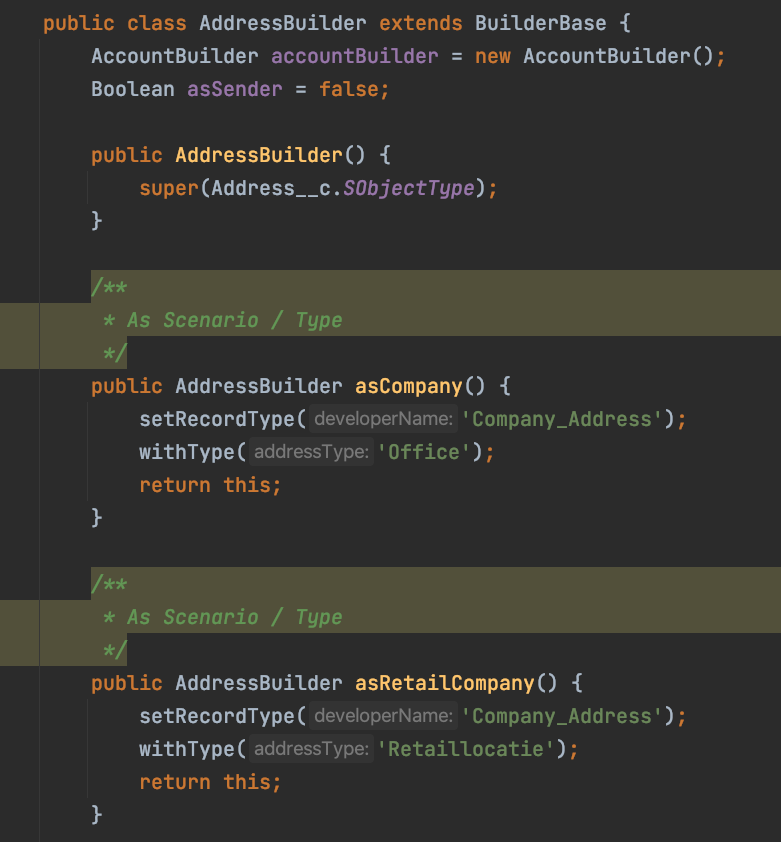 public class AddressBuilder extends BuilderBase {
AccountBuilder accountBuilder = new AccountBuilder();
Boolean asSender = false;
public AddressBuilder() {
super(Address__c.SObjectType);
}
/**
* As Scenario / Type
*/
public AddressBuilder asCompany() {
setRecordType( developerName: 'Company_Address');
withType( addressType: 'Office');
return this;
}
/**
* As Scenario / Type
*/
public AddressBuilder asRetailCompany() {
setRecordType( developerName: 'Company_Address');
withType( addressType: 'Retaillocatie');
return this;
}